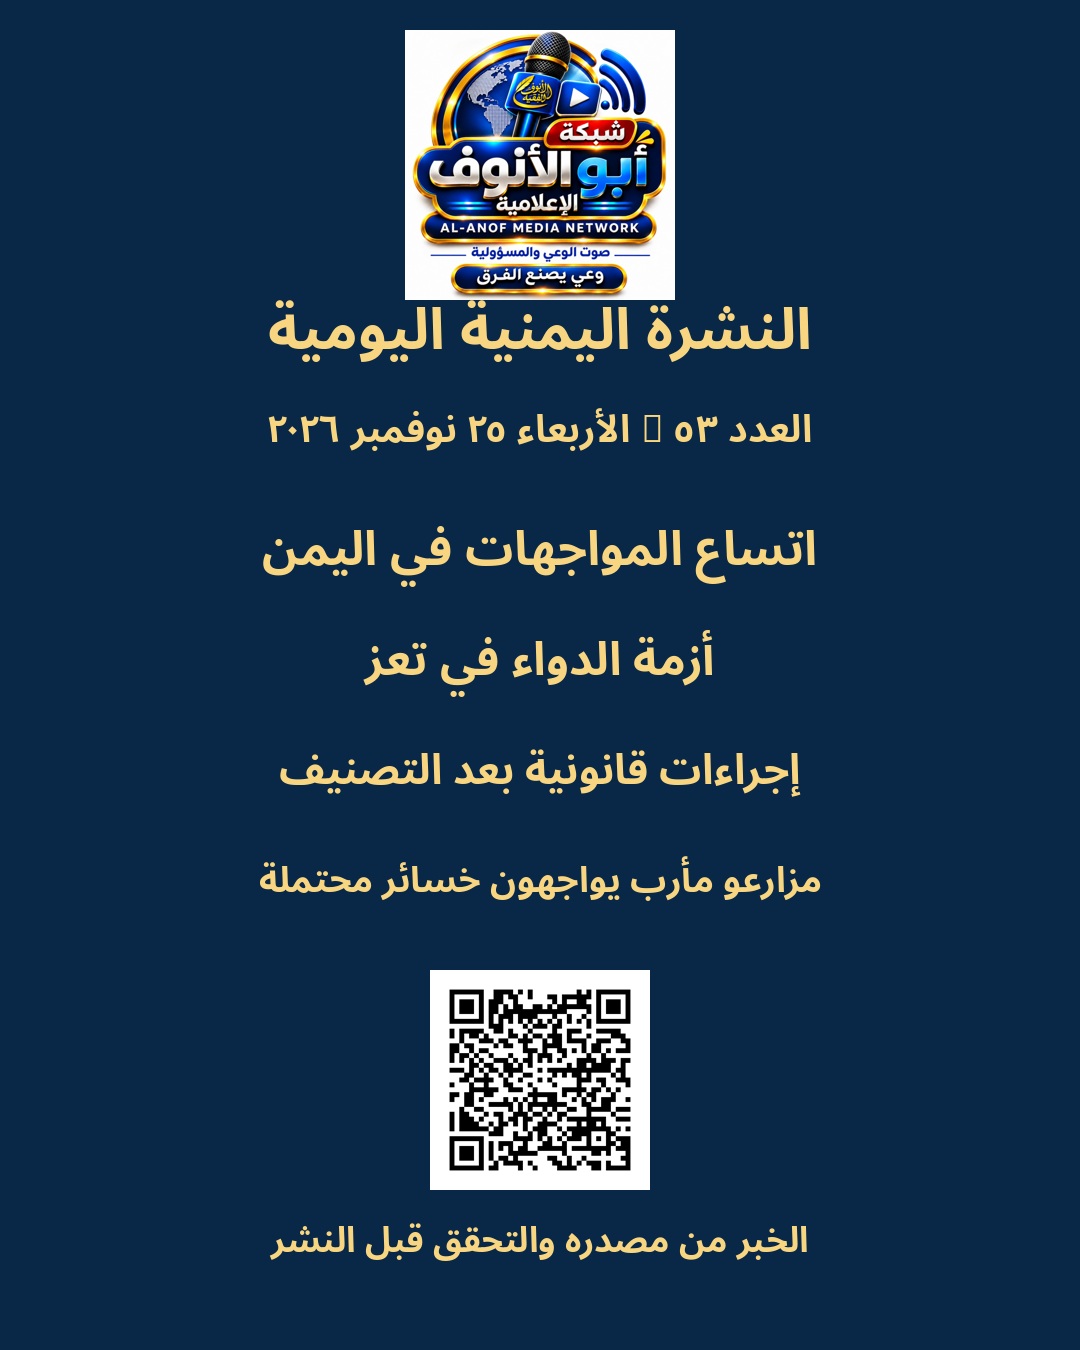 شبكة
أبو الأنوف
الإعلامية
AL-ANOF MEDIA NETWORK
صوت الوعي والمسؤولية
وعي يصنع الفرق
النشرة اليمنية اليومية
العدد ٥٣ الأربعاء ٢٥ نوفمبر ٢٠٢٦
اتساع المواجهات في اليمن
أزمة الدواء في تعز
إجراءات قانونية بعد التصنيف
مزارعو مأرب يواجهون خسائر محتملة
الخبر من مصدره والتحقق قبل النشر